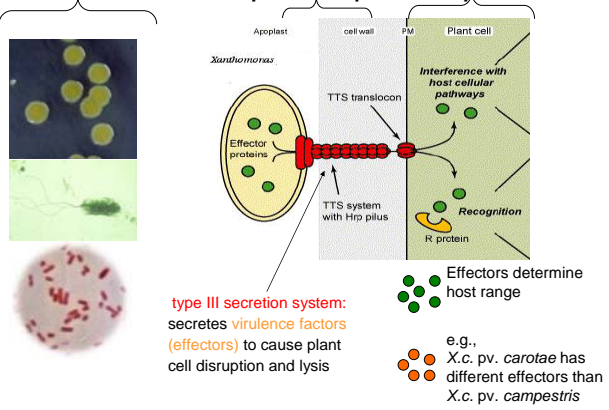 Apoplast
cell wall
PM
Plant cell
Xanthomonas
Interference with
host cellular
pathways
TTS translocon
Effector
proteins
TTS system
with Hrp pilus
Recognition
R protein
type III secretion system:
secretes virulence factors
(effectors) to cause plant
cell disruption and lysis
Effectors determine
host range
e.g.,
X.c. pv. carotae has
different effectors than
X.c. pv. campestris